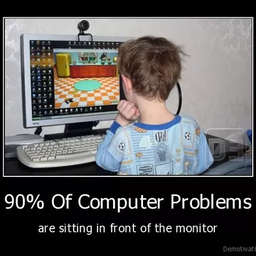 90% Of Computer Problems
are sitting in front of the monitor